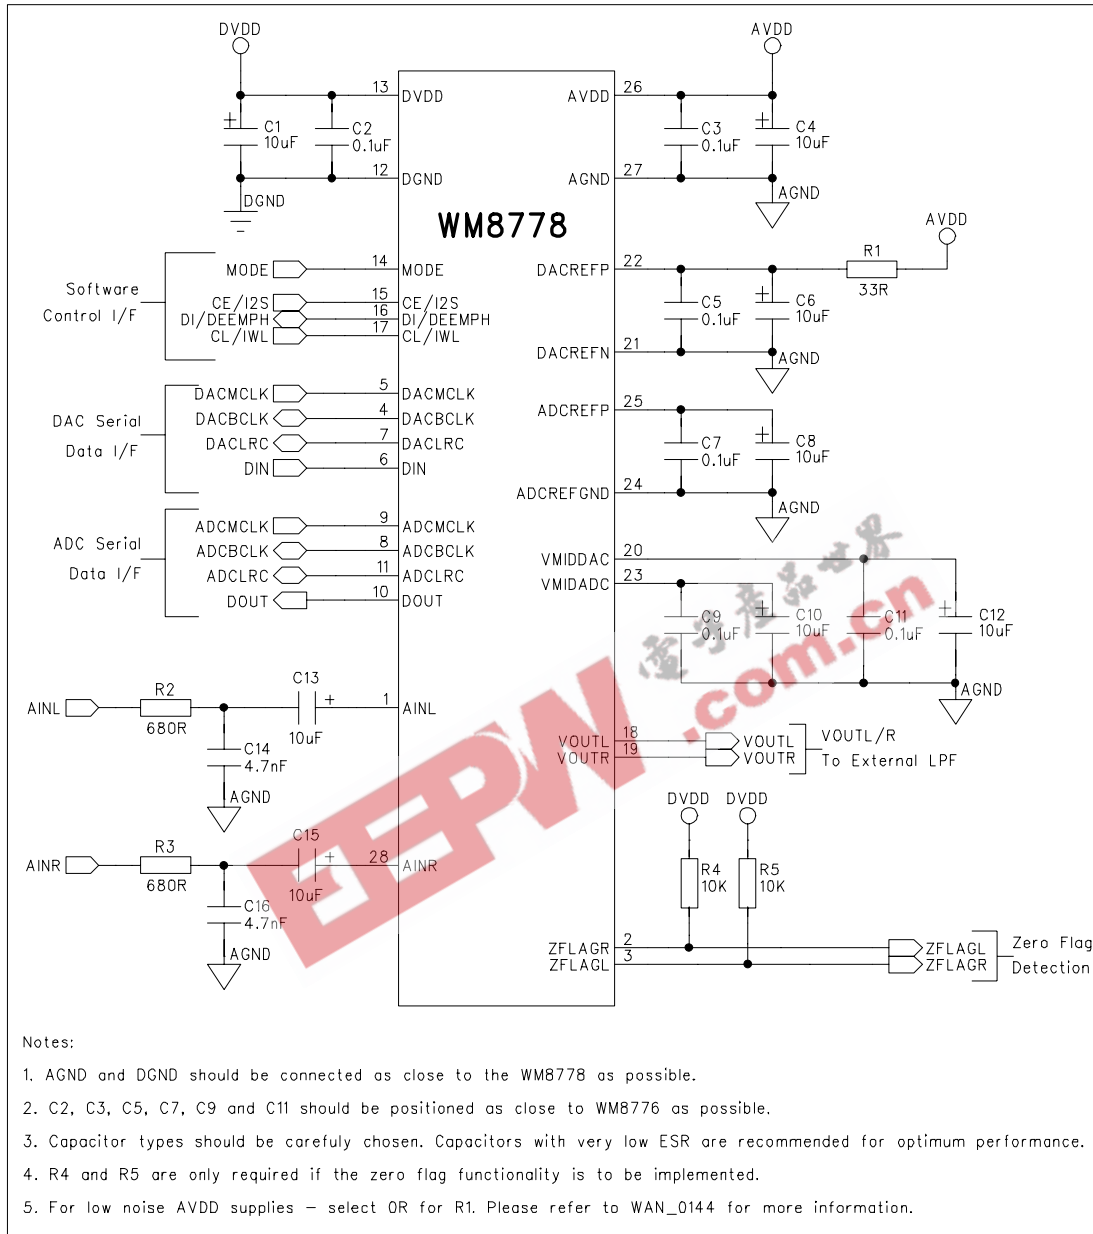 DVDD
AVDD
13 DVDD
AVDD 26
C1
10uF
C2
0.1uF
C3
0.1uF
C4
10uF
12 DGND
AGND 27
DGND
AGND
WM8778
AVDD
Software
Control I/F
MODE 14 MODE
CE/I2S 15 CE/I2S
DI/DEEMPH 16 DI/DEEMPH
CL/IWL 17 CL/IWL
DACREFP 22
R1
33R
C5
0.1uF
C6
10uF
DACREFN 21
AGND
DAC Serial
Data I/F
DACMCLK 5 DACMCLK
DACBCLK 4 DACBCLK
DACLRC 7 DACLRC
DIN 6 DIN
ADCREFP 25
C7
0.1uF
C8
10uF
ADCREFGND 24
AGND
ADC Serial
Data I/F
ADCMCLK 9 ADCMCLK
ADCBCLK 8 ADCBCLK
ADCLRC 11 ADCLRC
DOUT 10 DOUT
VMIDDAC 20
VMIDADC 23
C9
0.1uF
C10
10uF
C11
0.1uF
C12
10uF
AGND
電子產品世界
EEPW
.com.cn
AINL
R2
680R
C13
10uF
1 AINL
C14
4.7nF
AGND
VOUTL 18 VOUTL
VOUTR 19 VOUTR
VOUTL/R
To External LPF
AINR
R3
680R
C15
10uF
28 AINR
C16
4.7nF
AGND
DVDD DVDD
R4
10K
R5
10K
ZFLAGR 2 ZFLAGL
ZFLAGL 3 ZFLAGR
Zero Flag
Detection
Notes:
1. AGND and DGND should be connected as close to the WM8778 as possible.
2. C2, C3, C5, C7, C9 and C11 should be positioned as close to WM8776 as possible.
3. Capacitor types should be carefuly chosen. Capacitors with very low ESR are recommended for optimum performance.
4. R4 and R5 are only required if the zero flag functionality is to be implemented.
5. For low noise AVDD supplies – select 0R for R1. Please refer to WAN_0144 for more information.